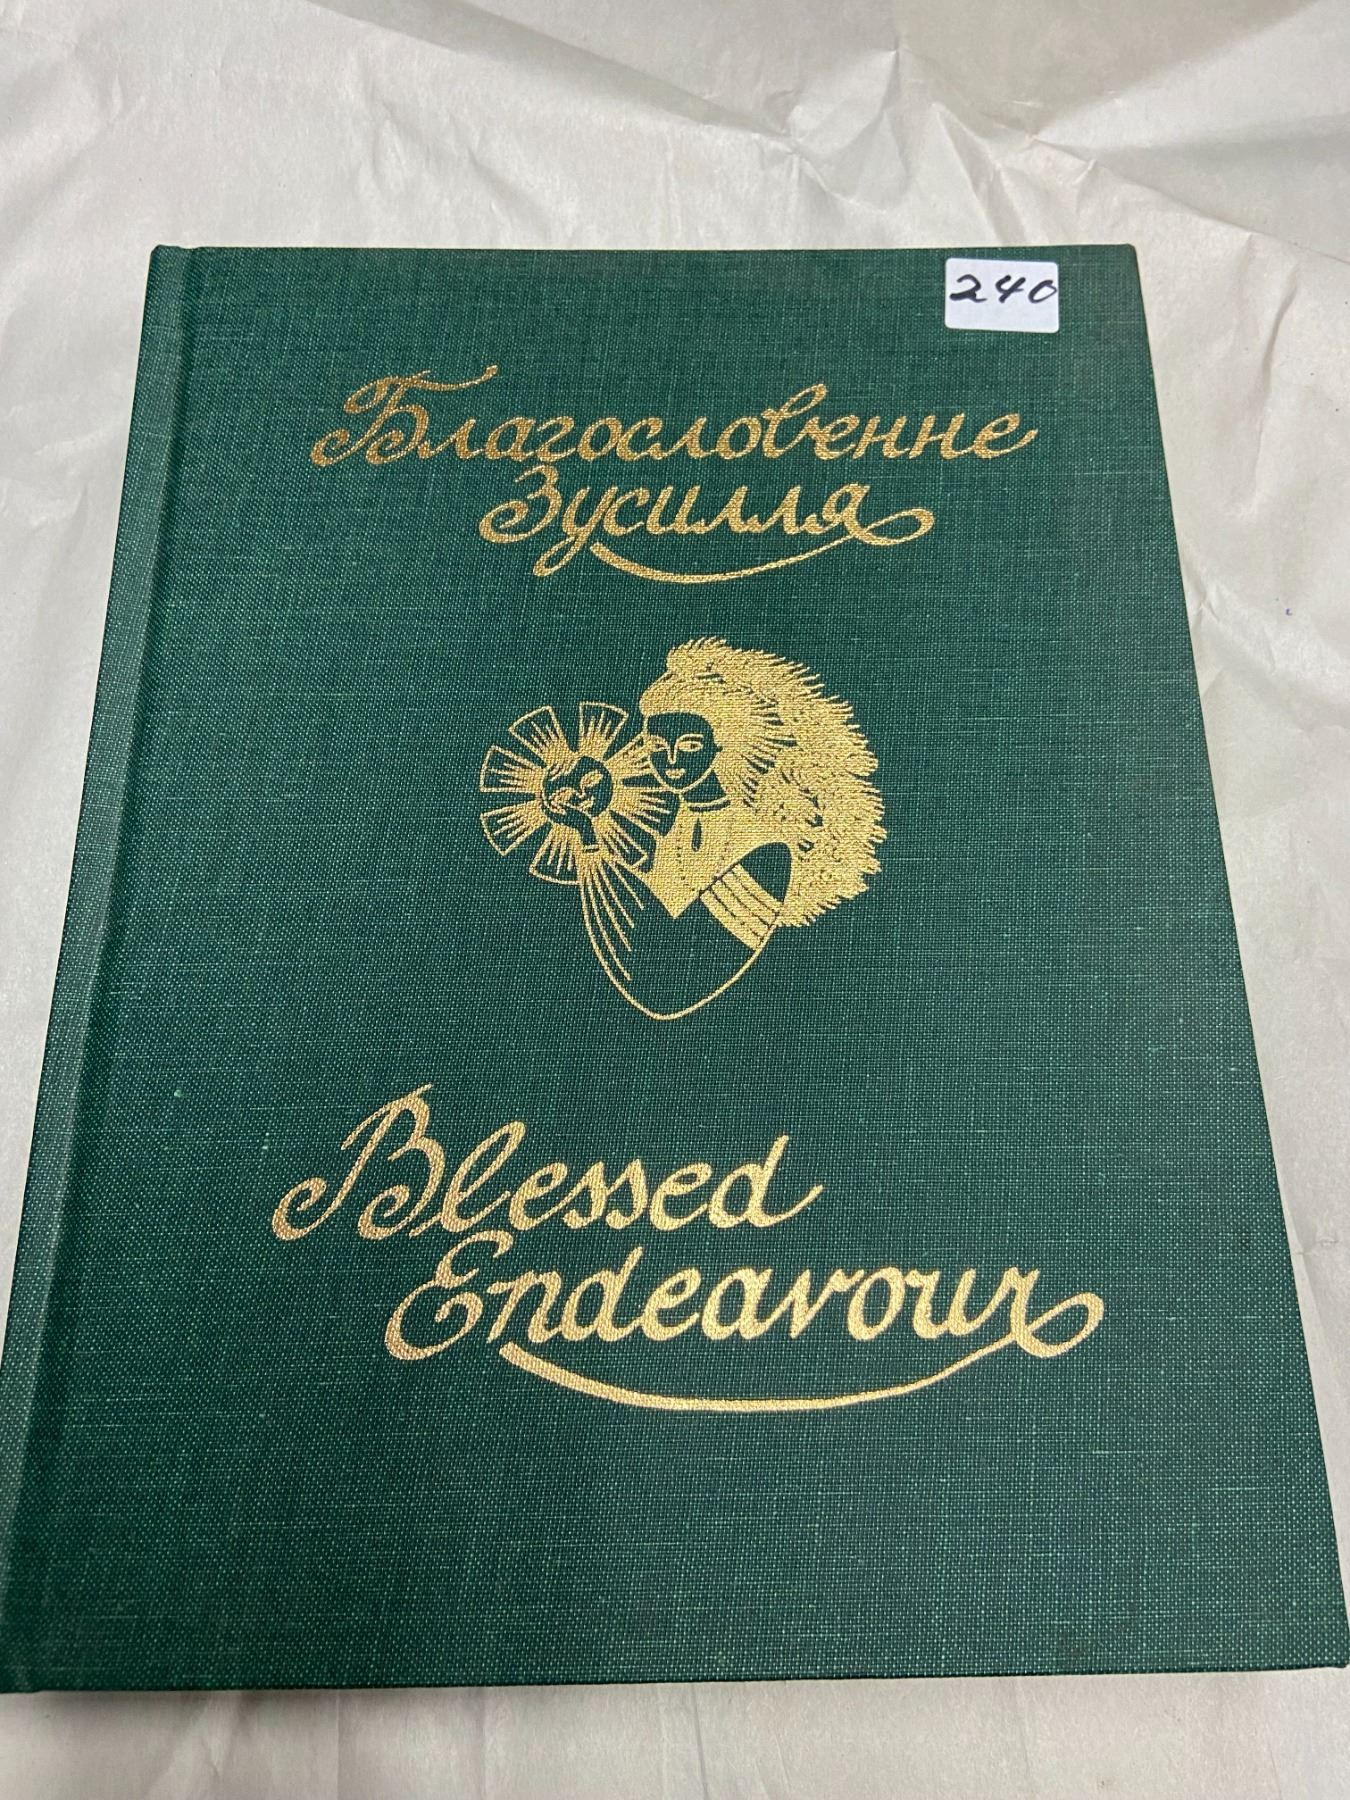 240
Благословенне
Зусилля
Blessed
Endeavour